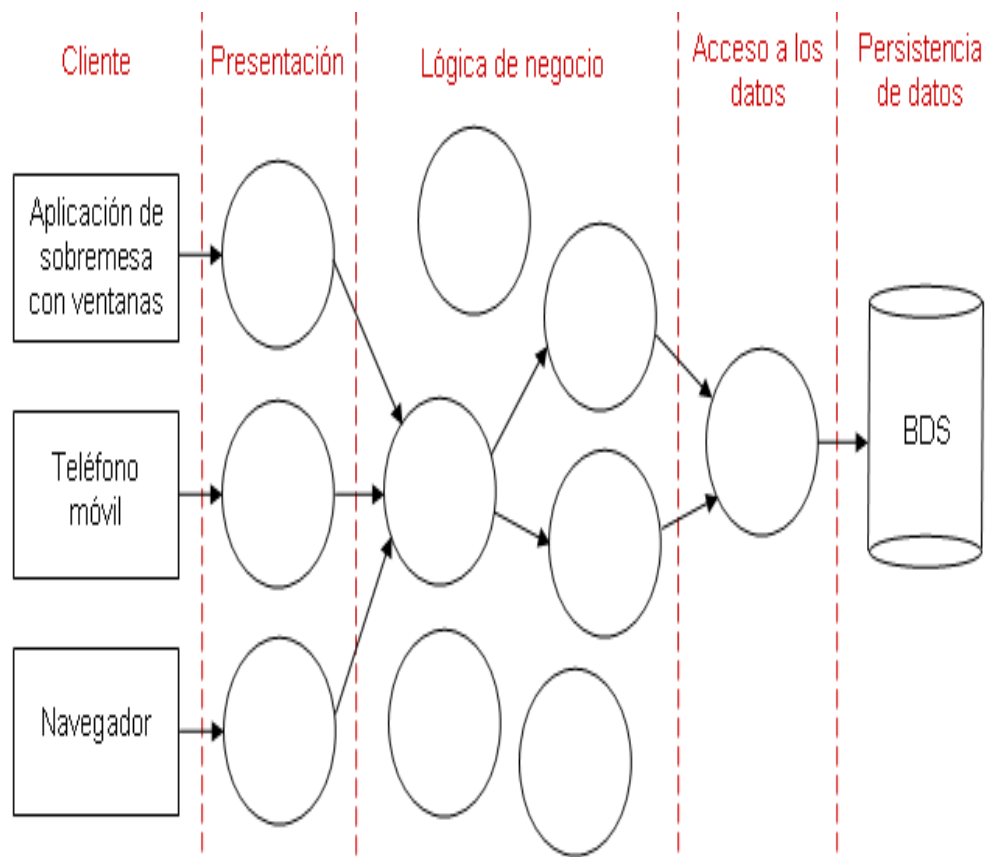 Cliente
Presentación
Lógica de negocio
Acceso a los
datos
Persistencia
de datos
Aplicación de
sobremesa
con ventanas
Teléfono
móvil
Navegador
BDS